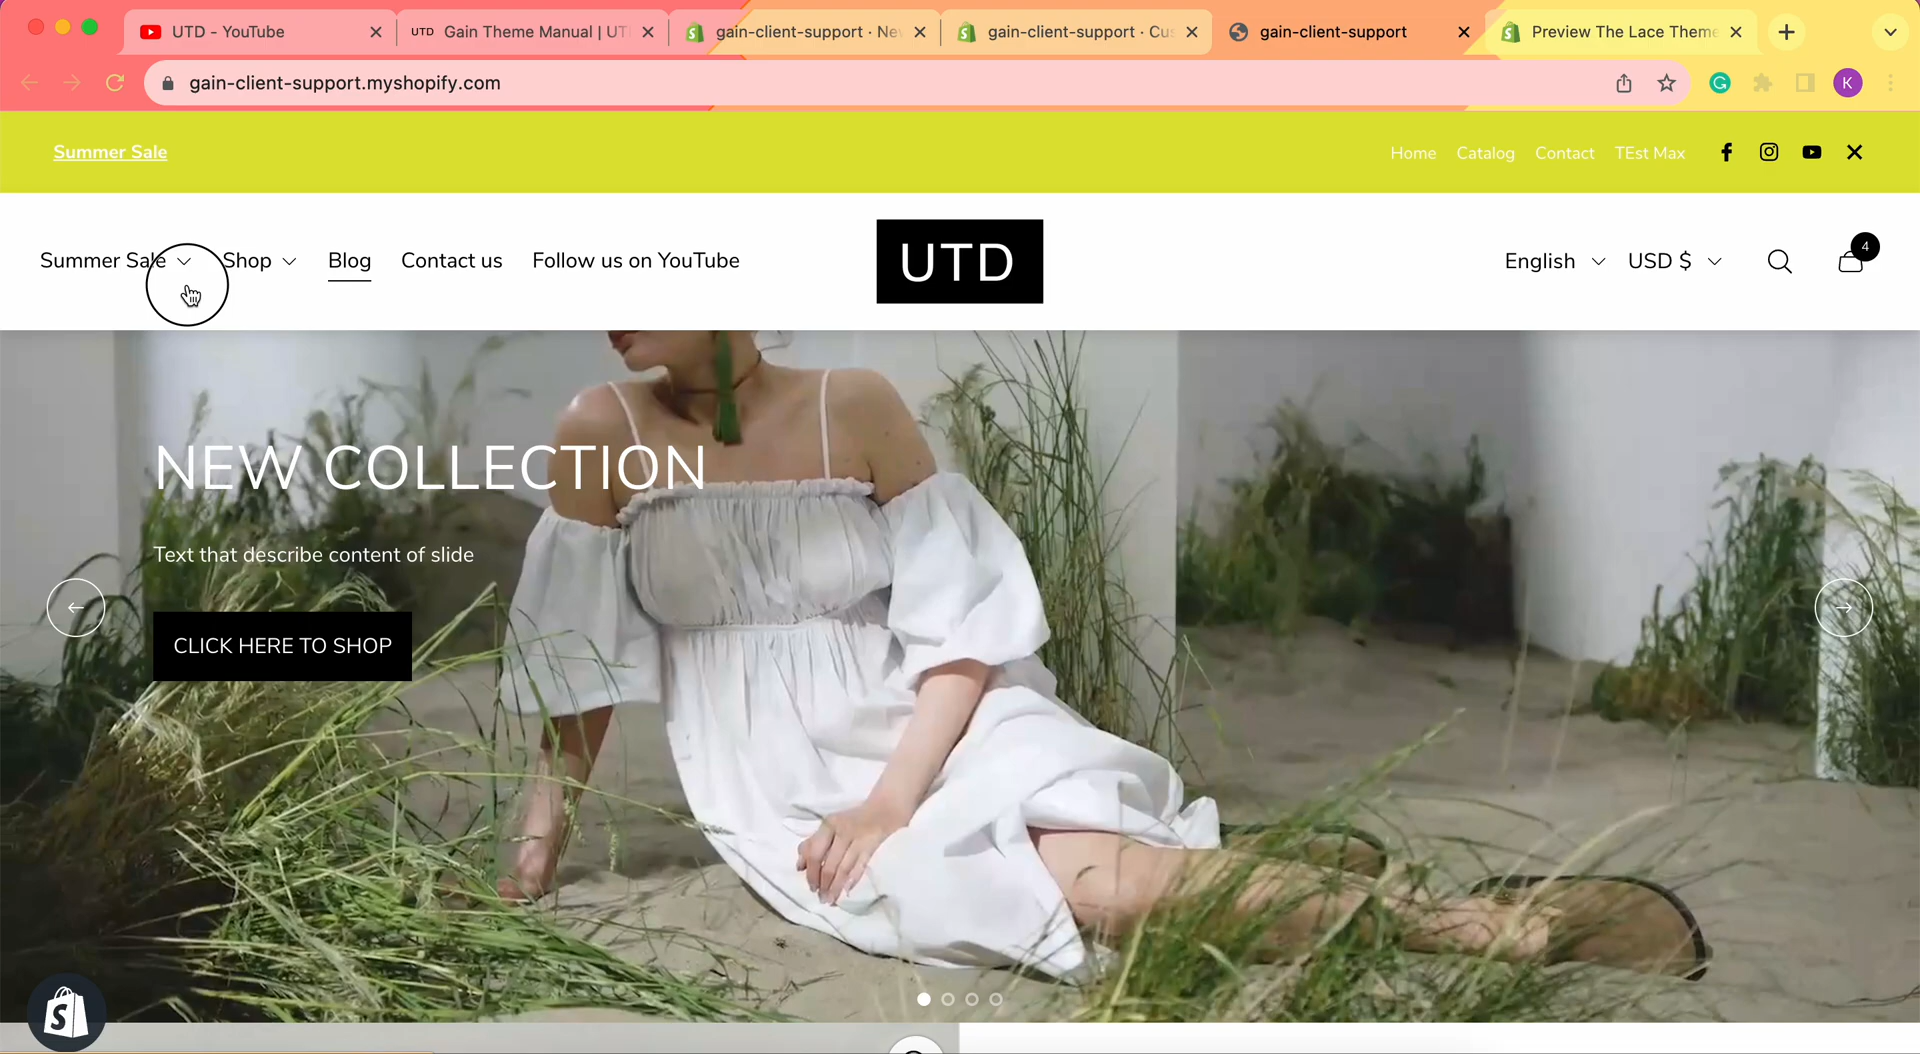 UTD - YouTube
UTD Gain Theme Manual | UT
gain-client-support · Ne
gain-client-support · Cus
gain-client-support
Preview The Lace Theme
gain-client-support.myshopify.com
K
Summer Sale
Home Catalog Contact TEst Max
Summer Sale Shop Blog Contact us Follow us on YouTube
UTD
English USD $
4
NEW COLLECTION
Text that describe content of slide
CLICK HERE TO SHOP